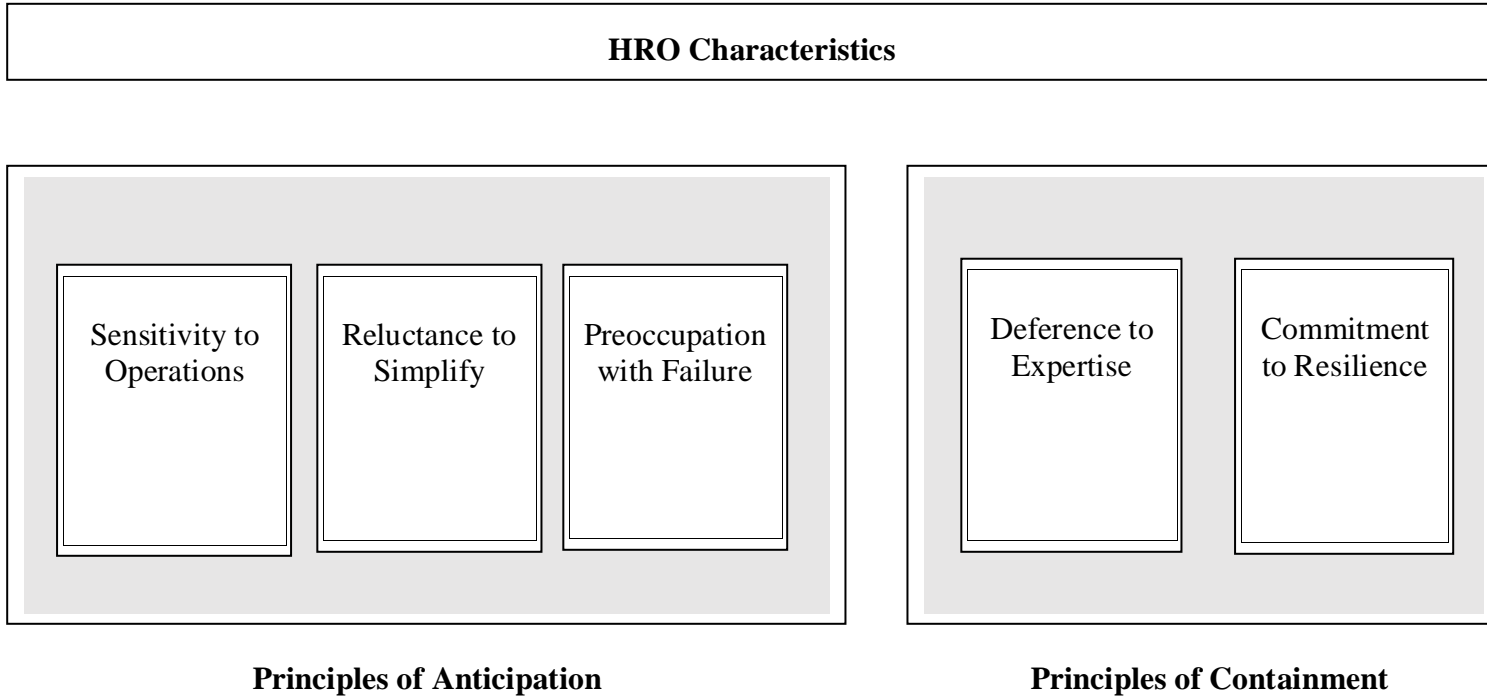 HRO Characteristics
Sensitivity to
Operations
Reluctance to
Simplify
Preoccupation
with Failure
Deference to
Expertise
Commitment
to Resilience
Principles of Anticipation
Principles of Containment